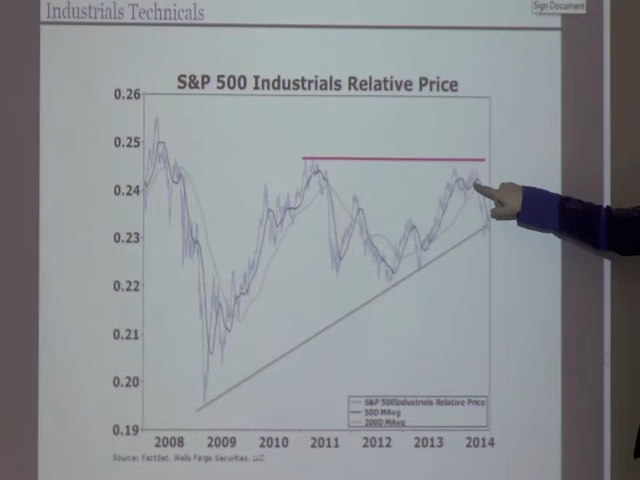 Industrials Technicals
Sign Document
S&P 500 Industrials Relative Price
0.26
0.25
0.24
0.23
0.22
0.21
0.20
0.19
S&P 500Industrials Relative Price
50D MAvg
200D MAvg
2008 2009 2010 2011 2012 2013 2014
Source: FactSet, Wells Fargo Securities, LLC